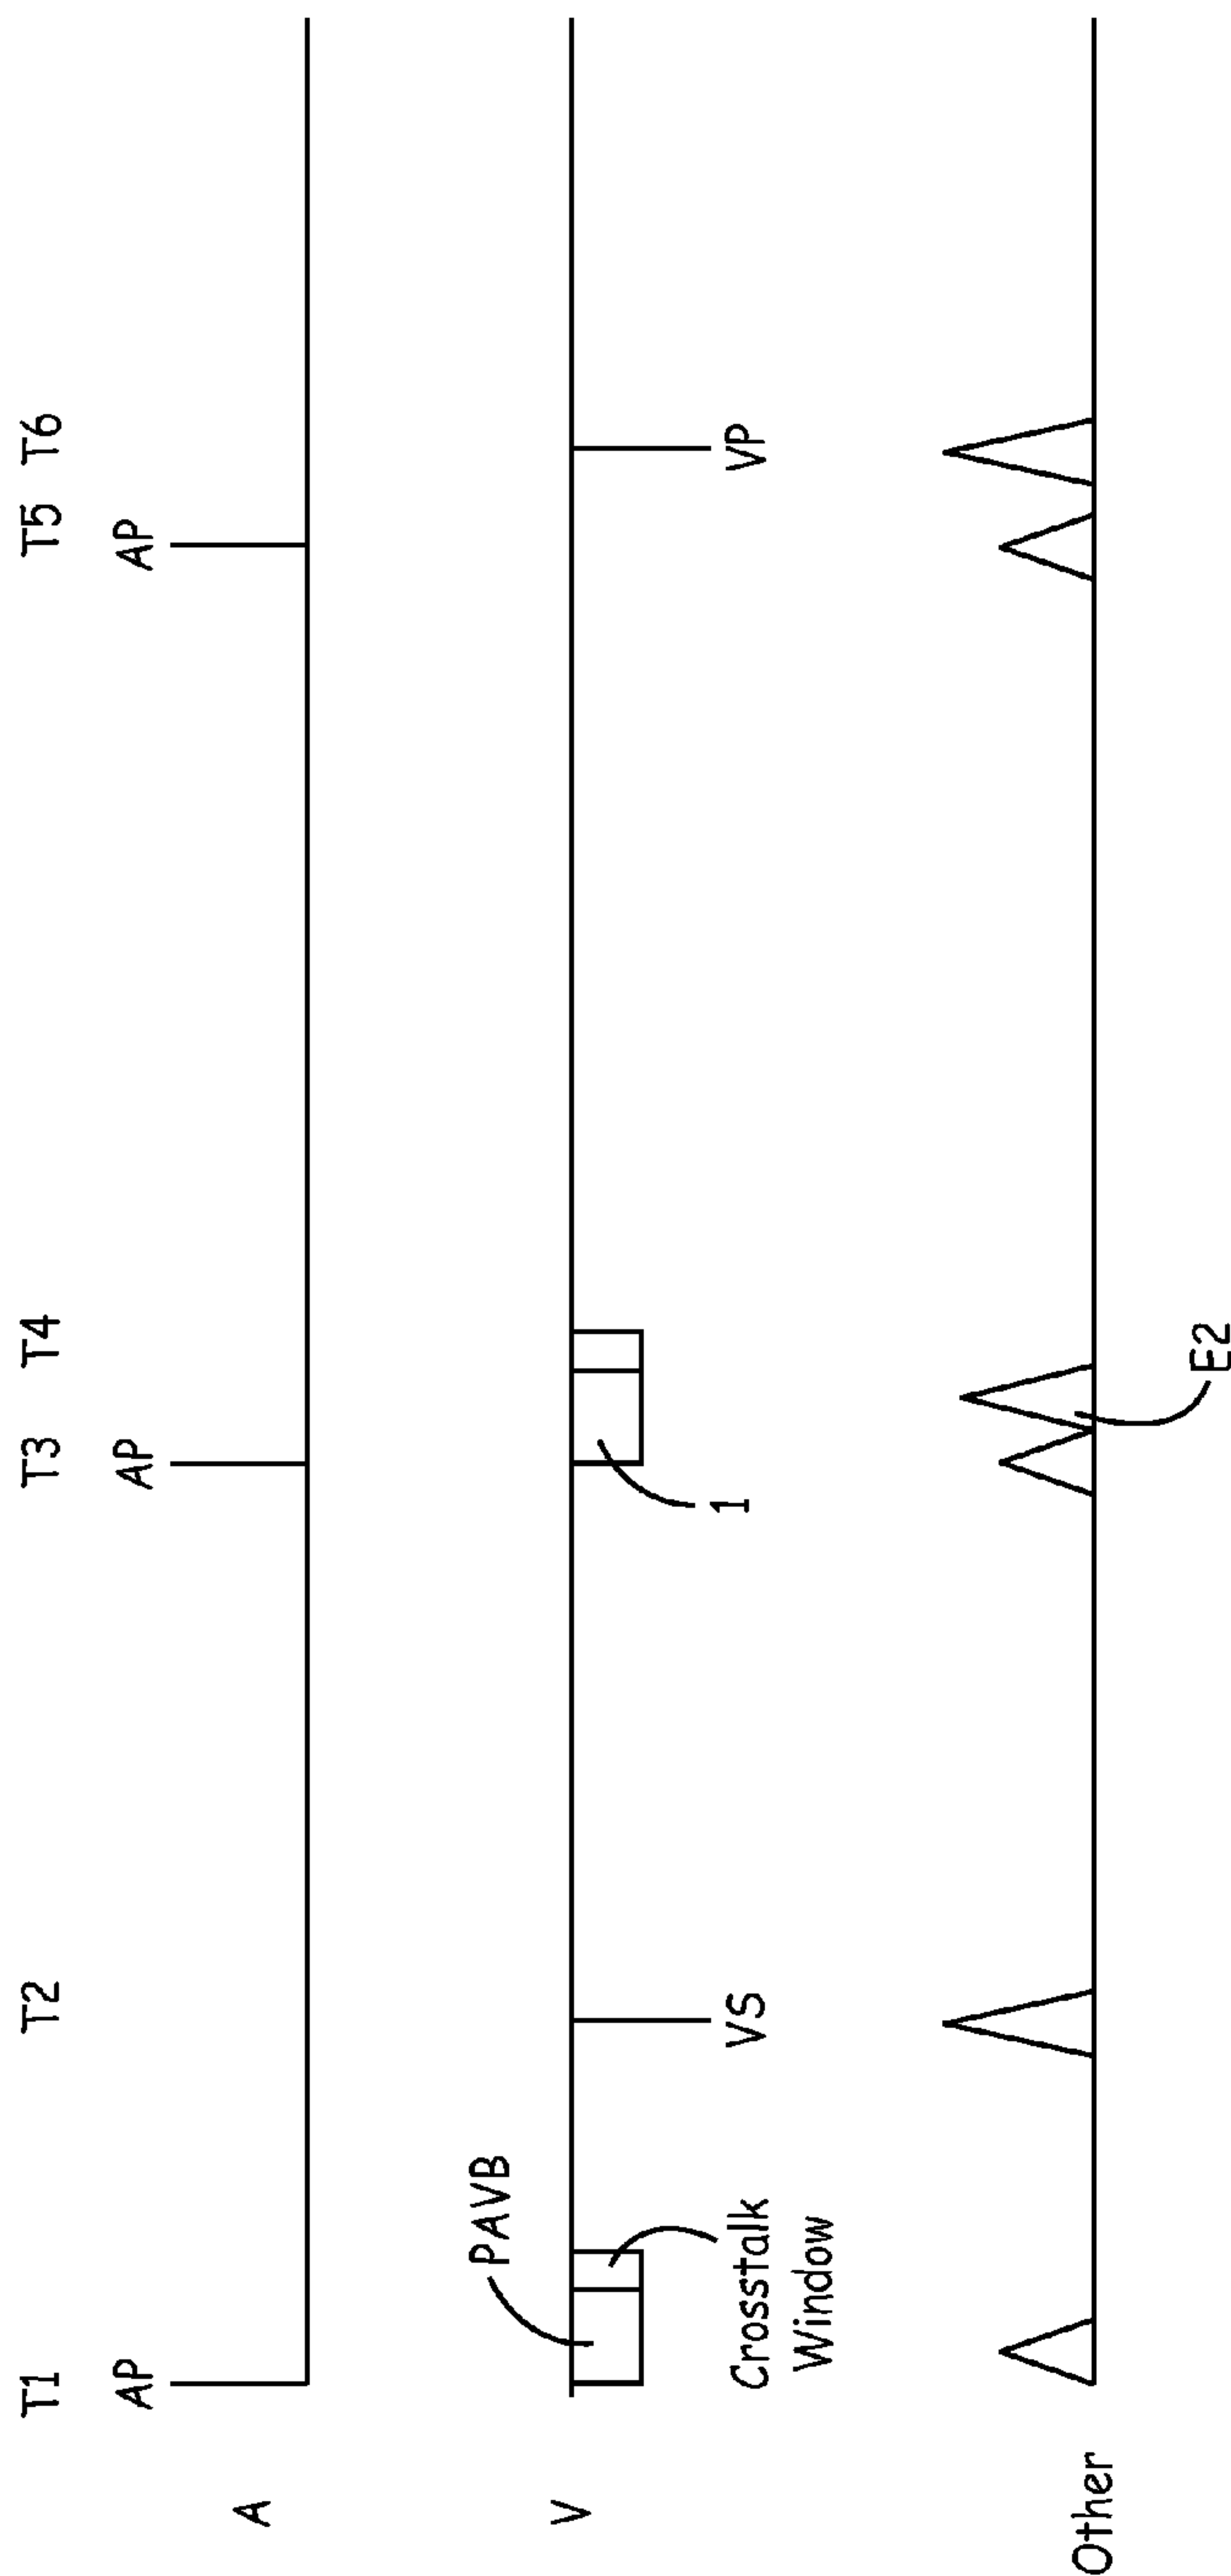 T1
T2
T3
T4
T5
T6
AP
AP
AP
A
PAVB
V
VS
1
VP
Crosstalk
Window
E2
Other